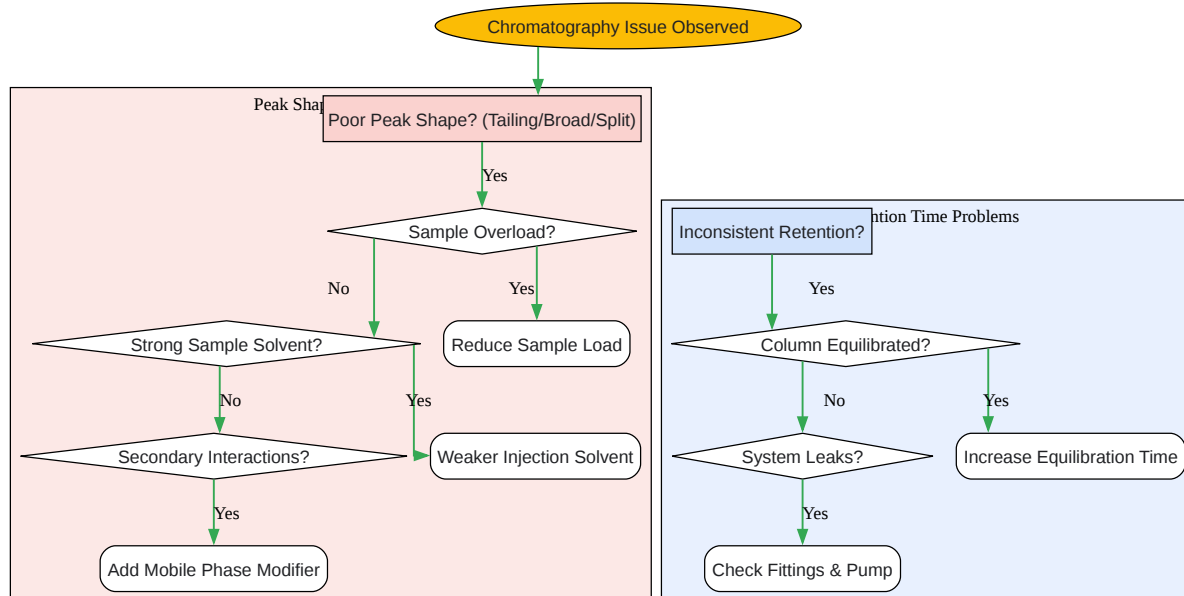 Chromatography Issue Observed
Peak
Poor Peak Shape? (Tailing/Broad/Split)
Yes
Sample Overload?
Time Problems
Inconsistent Retention?
No
Yes
Yes
Strong Sample Solvent?
Reduce Sample Load
Column Equilibrated?
No
Yes
No
Yes
Secondary Interactions?
Weaker Injection Solvent
System Leaks?
Increase Equilibration Time
Yes
Yes
Add Mobile Phase Modifier
Check Fittings & Pump